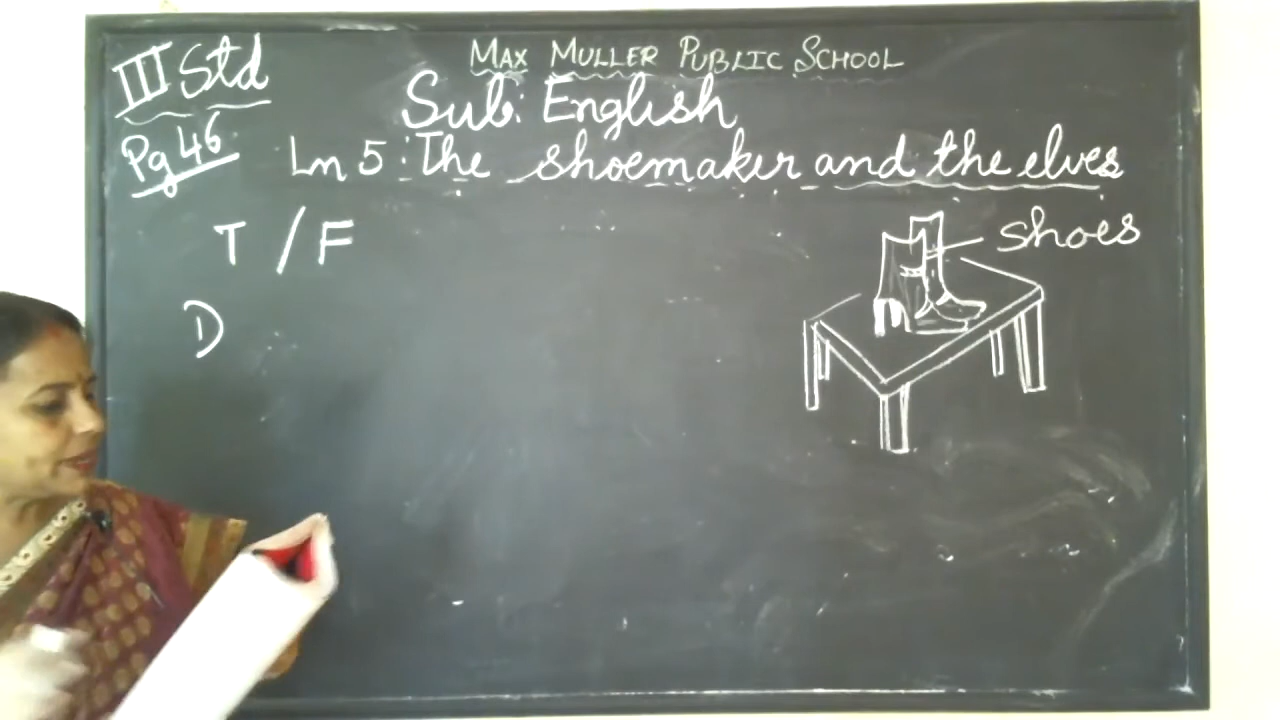 MAX MULLER PUBLIC SCHOOL
III Std
Sub: English
Pg 46
Ln 5: The shoemaker and the elves
T / F
shoes
D